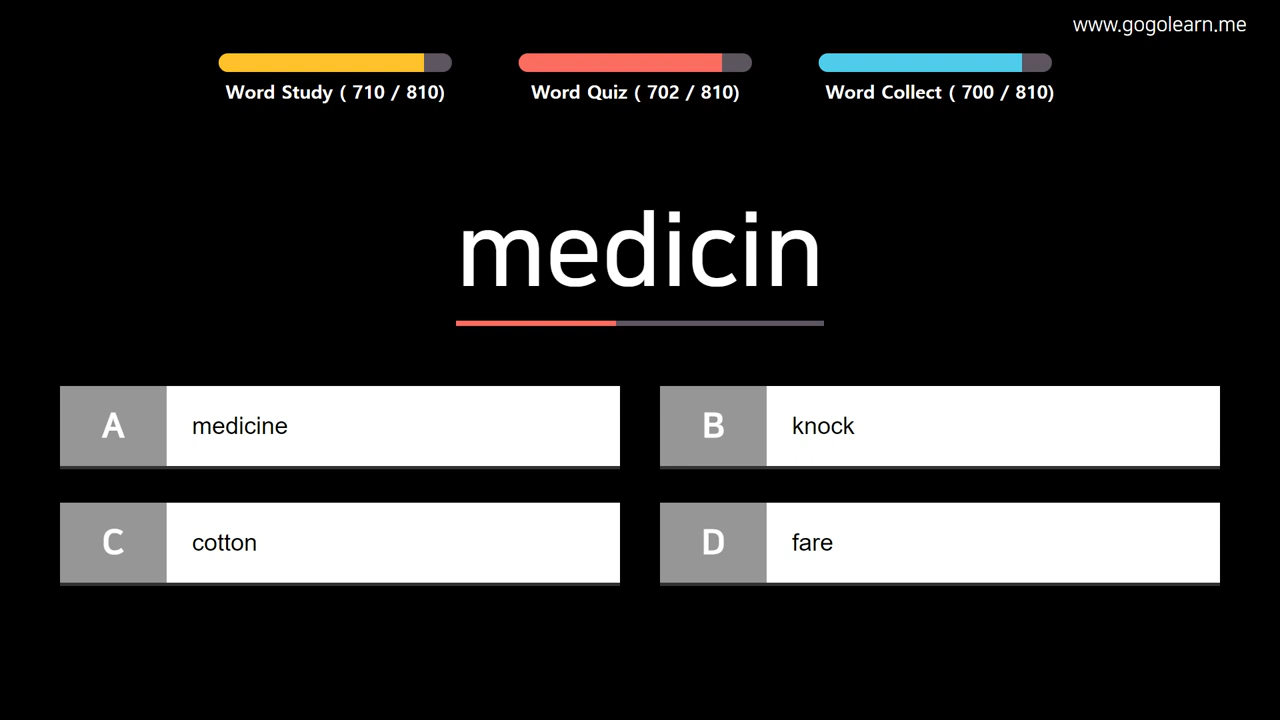 www.gogolearn.me
Word Study ( 710 / 810)
Word Quiz ( 702 / 810)
Word Collect ( 700 / 810)
medicin
A medicine
B knock
C cotton
D fare